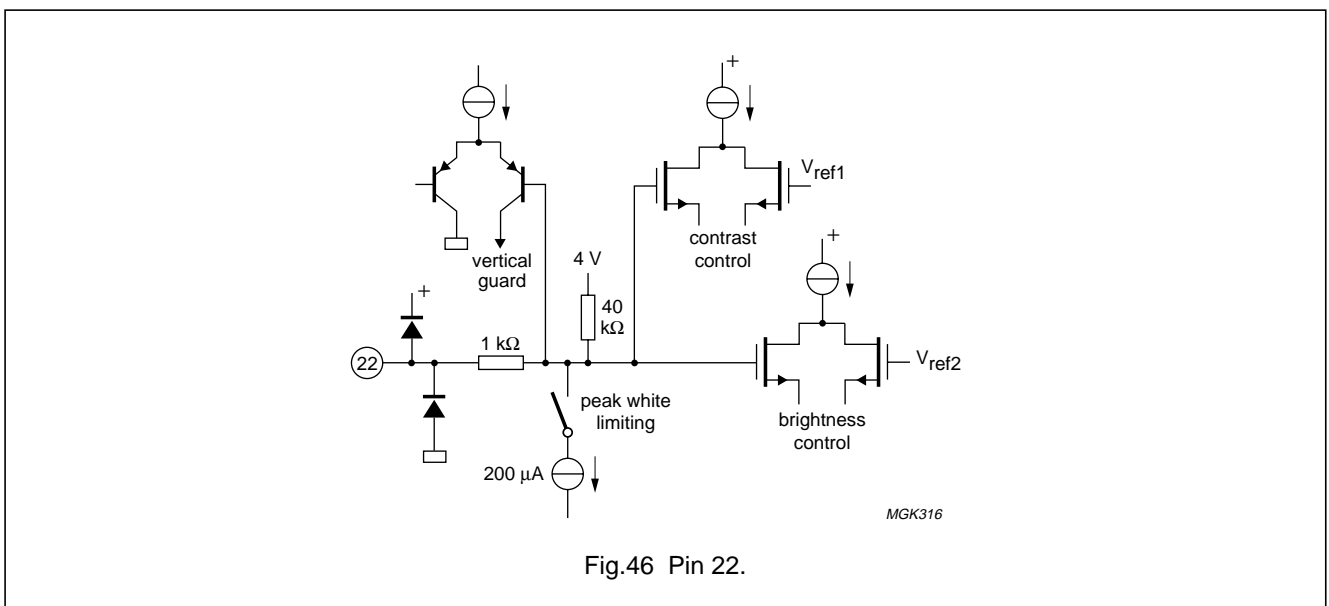 +
V_ref1
contrast
control
+
vertical
guard
4 V
40
kΩ
+
1 kΩ
22
V_ref2
peak white
limiting
brightness
control
200 µA
MGK316
Fig.46 Pin 22.